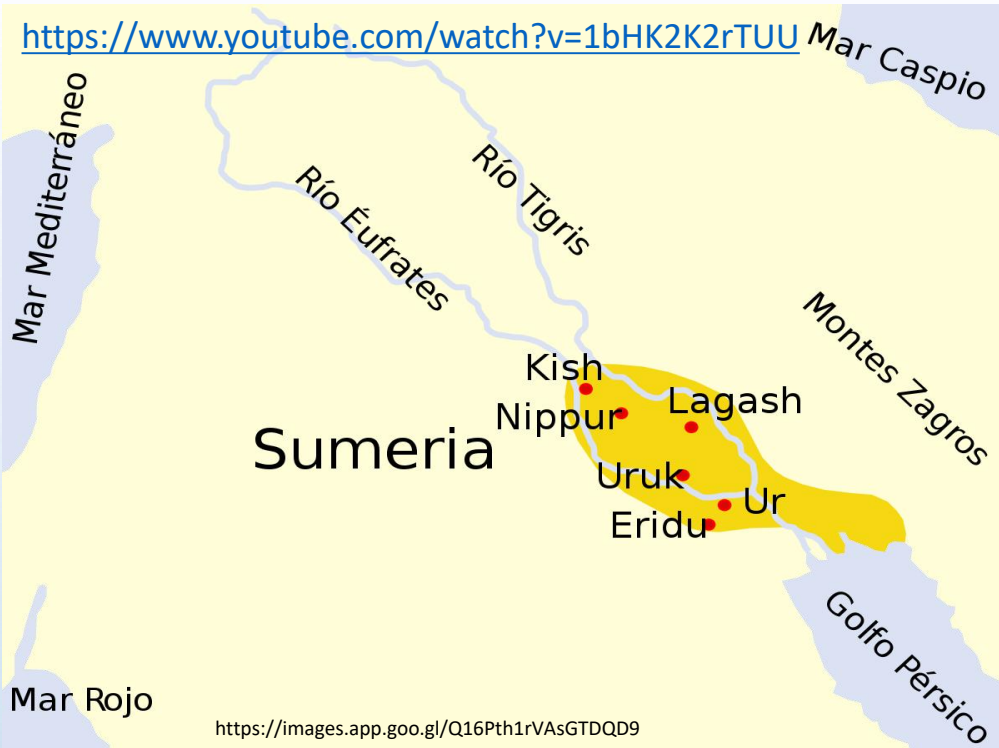 https://www.youtube.com/watch?v=1bHK2K2rTUU
Mar Caspio
Mar Mediterráneo
Río Tigris
Río Éufrates
Montes Zagros
Kish
Lagash
Nippur
Sumeria
Uruk
Ur
Eridu
Golfo Pérsico
Mar Rojo
https://images.app.goo.gl/Q16Pth1rVAsGTDQD9